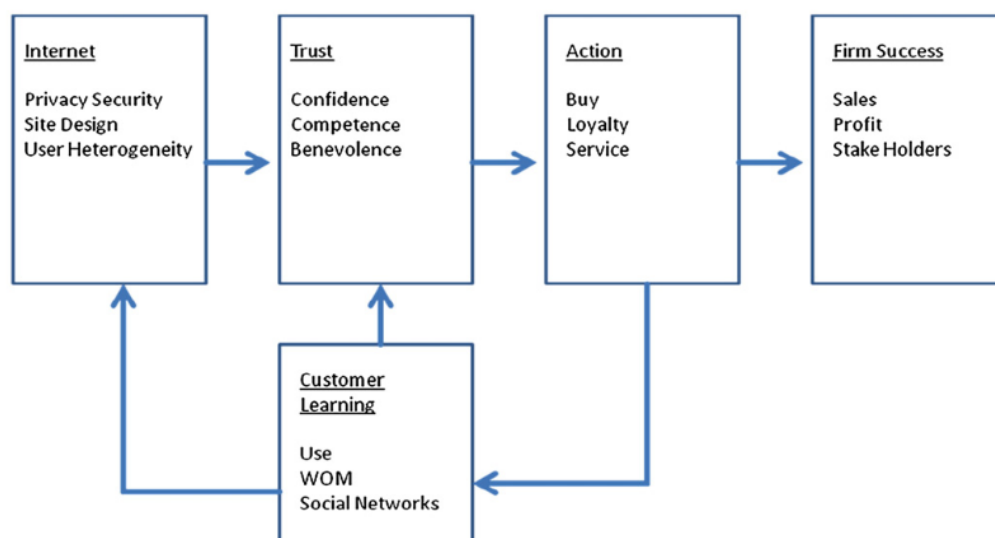 Internet
Privacy Security
Site Design
User Heterogeneity
Trust
Confidence
Competence
Benevolence
Action
Buy
Loyalty
Service
Firm Success
Sales
Profit
Stake Holders
Customer
Learning
Use
WOM
Social Networks